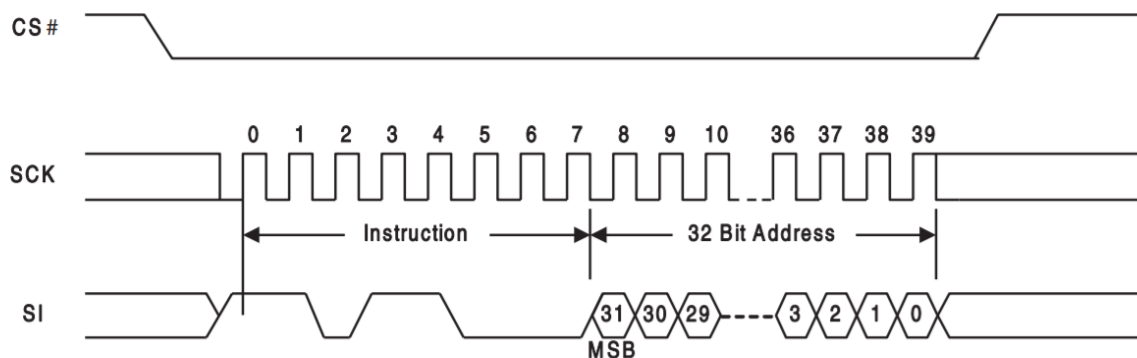 CS#
0 1 2 3 4 5 6 7 8 9 10 36 37 38 39
SCK
Instruction 32 Bit Address
SI 31 30 29 3 2 1 0
MSB